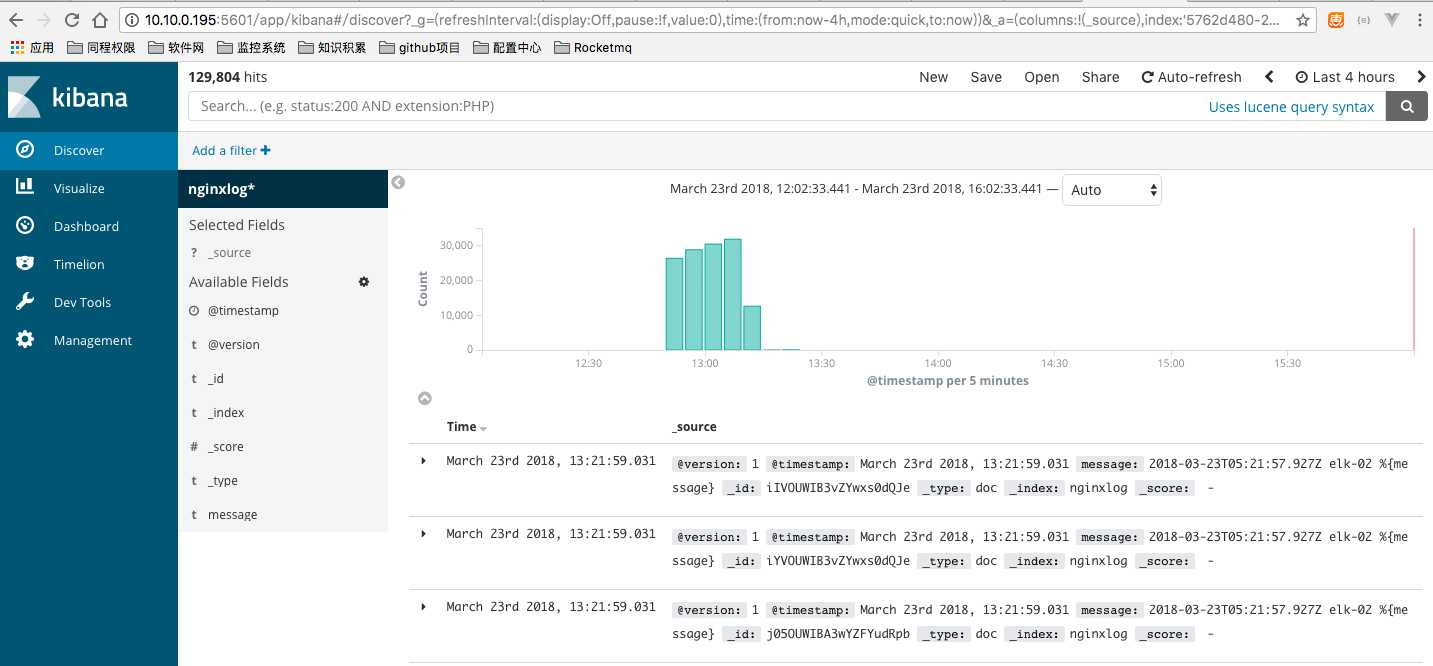 10.10.0.195:5601/app/kibana#/discover?_g=(refreshInterval:(display:Off,pause:!f,value:0),time:(from:now-4h,mode:quick,to:now))&_a=(columns:!(_source),index:'5762d480-2...
应用 同程权限 软件网 监控系统 知识积累 github项目 配置中心 Rocketmq
kibana
Discover
Visualize
Dashboard
Timelion
Dev Tools
Management
129,804 hits
New Save Open Share Auto-refresh Last 4 hours
Search... (e.g. status:200 AND extension:PHP)
Uses lucene query syntax
Add a filter
nginxlog*
Selected Fields
? _source
Available Fields
@timestamp
t @version
t _id
t _index
# _score
t _type
t message
March 23rd 2018, 12:02:33.441 - March 23rd 2018, 16:02:33.441 — Auto
Count
30,000
20,000
10,000
0
12:30 13:00 13:30 14:00 14:30 15:00 15:30
@timestamp per 5 minutes
Time _source
March 23rd 2018, 13:21:59.031 @version: 1 @timestamp: March 23rd 2018, 13:21:59.031 message: 2018-03-23T05:21:57.927Z elk-02 %{me
ssage} _id: iIVOUWIB3vZYwxs0dQJe _type: doc _index: nginxlog _score: -
March 23rd 2018, 13:21:59.031 @version: 1 @timestamp: March 23rd 2018, 13:21:59.031 message: 2018-03-23T05:21:57.927Z elk-02 %{me
ssage} _id: iYVOUWIB3vZYwxs0dQJe _type: doc _index: nginxlog _score: -
March 23rd 2018, 13:21:59.031 @version: 1 @timestamp: March 23rd 2018, 13:21:59.031 message: 2018-03-23T05:21:57.927Z elk-02 %{me
ssage} _id: j05OUWIBA3wYZFYudRpb _type: doc _index: nginxlog _score: -